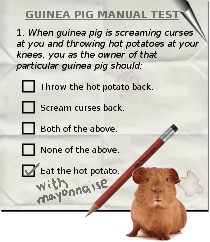 GUINEA PIG MANUAL TEST
1. When guinea pig is screaming curses
at you and throwing hot potatoes at your
knees, you as the owner of that
particular guinea pig should:
Throw the hot potato back.
Scream curses back.
Both of the above.
None of the above.
Eat the hot potato.
with
mayonnaise